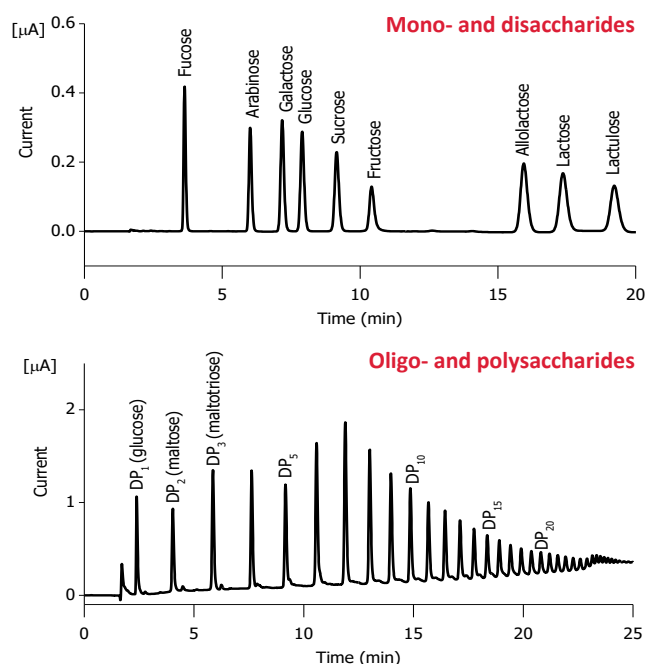 [μA]
Mono- and disaccharides
0.6
0.4
0.2
0.0
Current
Fucose
Arabinose
Galactose
Glucose
Sucrose
Fructose
Allolactose
Lactose
Lactulose
0 5 10 15 20
Time (min)
[μA]
Oligo- and polysaccharides
2
1
0
Current
DP₁ (glucose)
DP₂ (maltose)
DP₃ (maltotriose)
DP₅
DP₁₀
DP₁₅
DP₂₀
0 5 10 15 20 25
Time (min)